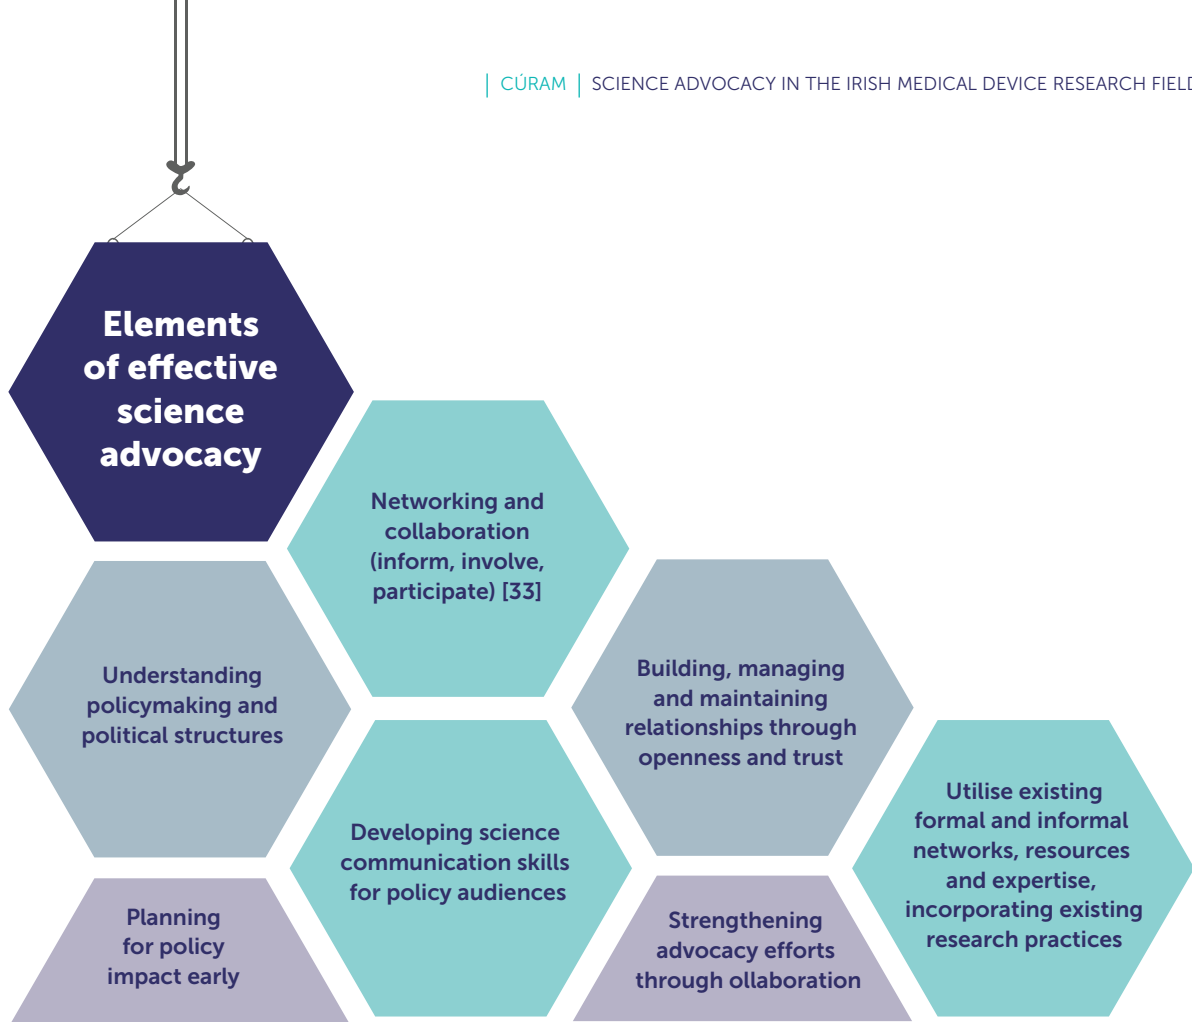 | CÚRAM | SCIENCE ADVOCACY IN THE IRISH MEDICAL DEVICE RESEARCH FIELD
Elements
of effective
science
advocacy
Networking and
collaboration
(inform, involve,
participate) [33]
Understanding
policymaking and
political structures
Building, managing
and maintaining
relationships through
openness and trust
Developing science
communication skills
for policy audiences
Utilise existing
formal and informal
networks, resources
and expertise,
incorporating existing
research practices
Planning
for policy
impact early
Strengthening
advocacy efforts
through ollaboration